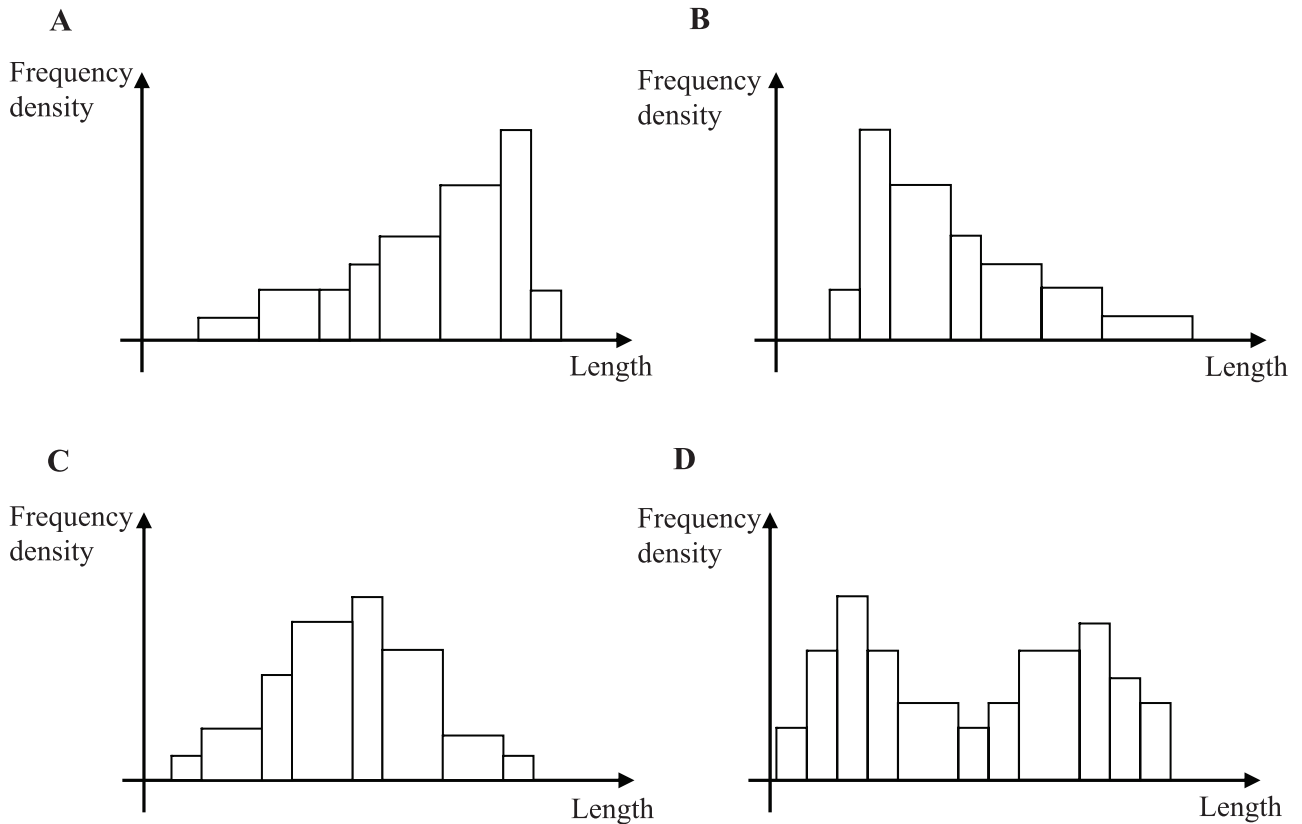 A
Frequency
density
Length
B
Frequency
density
Length
C
Frequency
density
Length
D
Frequency
density
Length